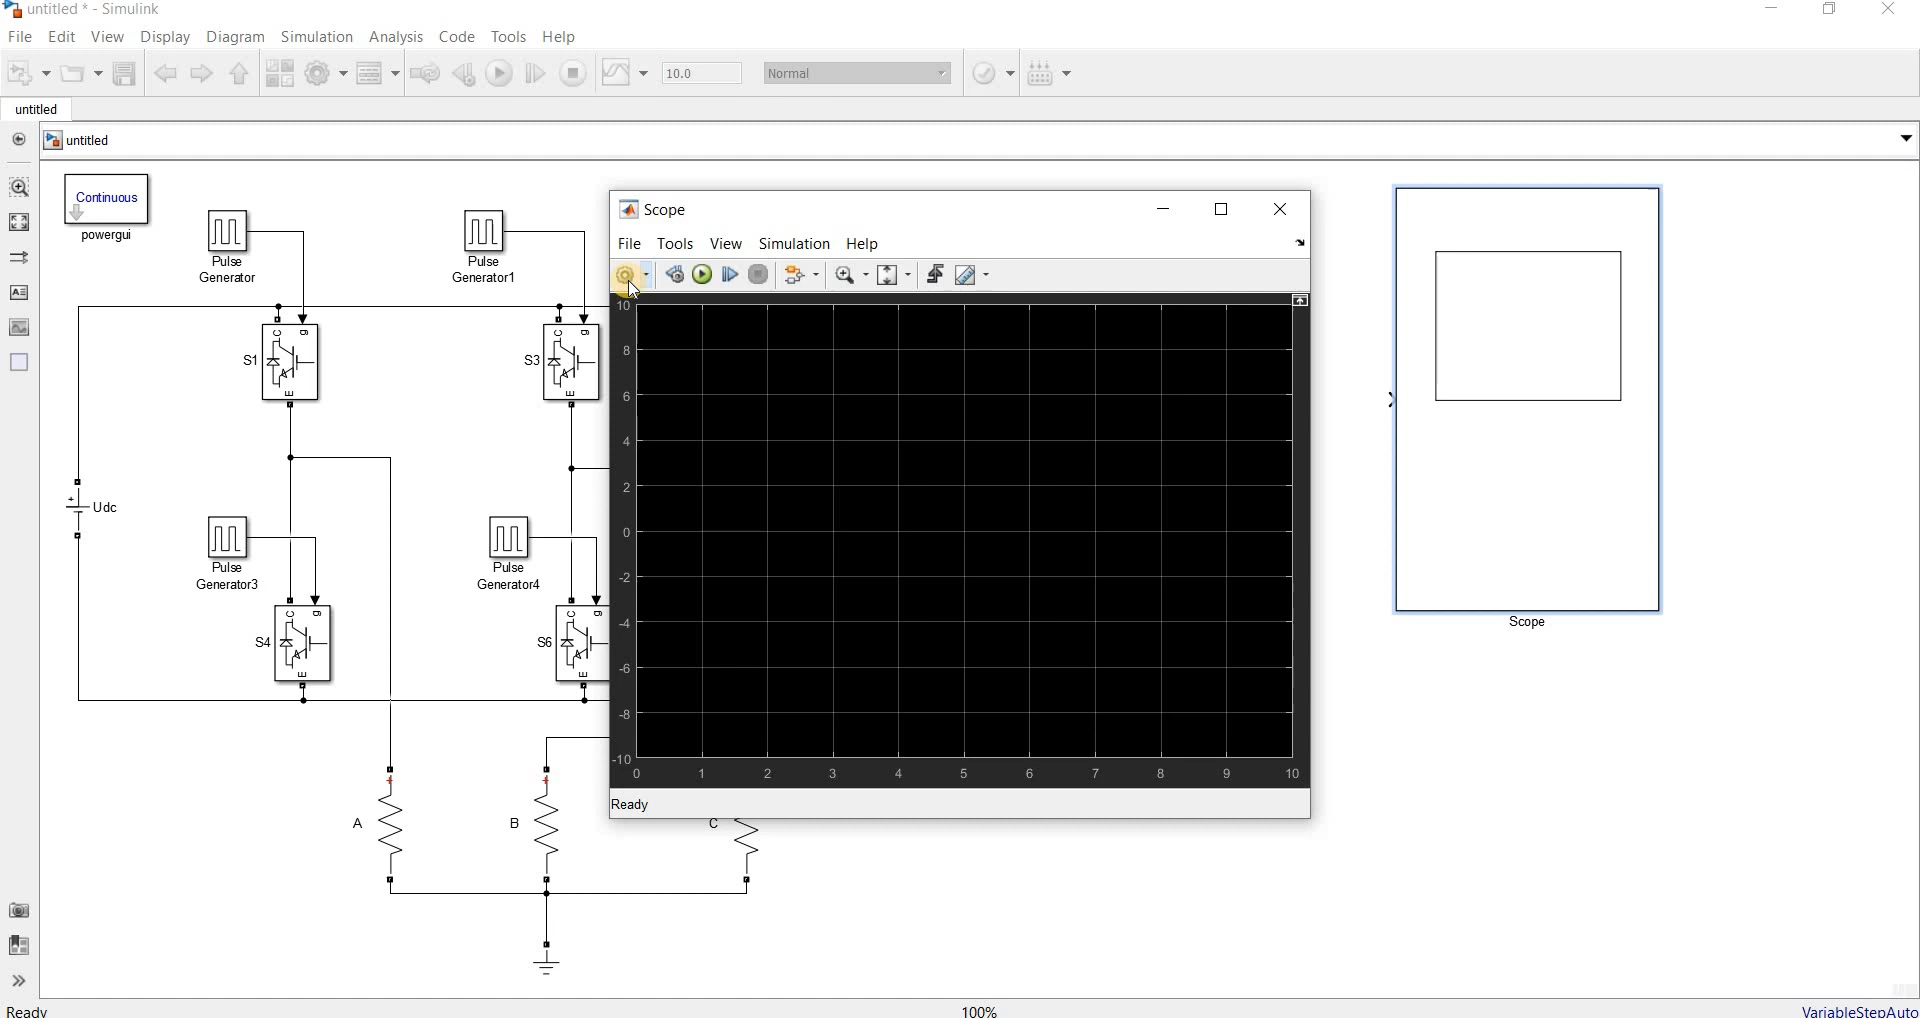 untitled * - Simulink
File Edit View Display Diagram Simulation Analysis Code Tools Help
10.0 Normal
untitled
untitled
Continuous
powergui
Pulse
Generator
Pulse
Generator1
S1
C
g
E
S3
C
g
E
+
Udc
Pulse
Generator3
Pulse
Generator4
S4
C
g
E
S6
C
g
E
A
+
B
+
C
Scope
File Tools View Simulation Help
10
8
6
4
2
0
-2
-4
-6
-8
-10
0 1 2 3 4 5 6 7 8 9 10
Ready
Scope
Ready 100% VariableStepAuto